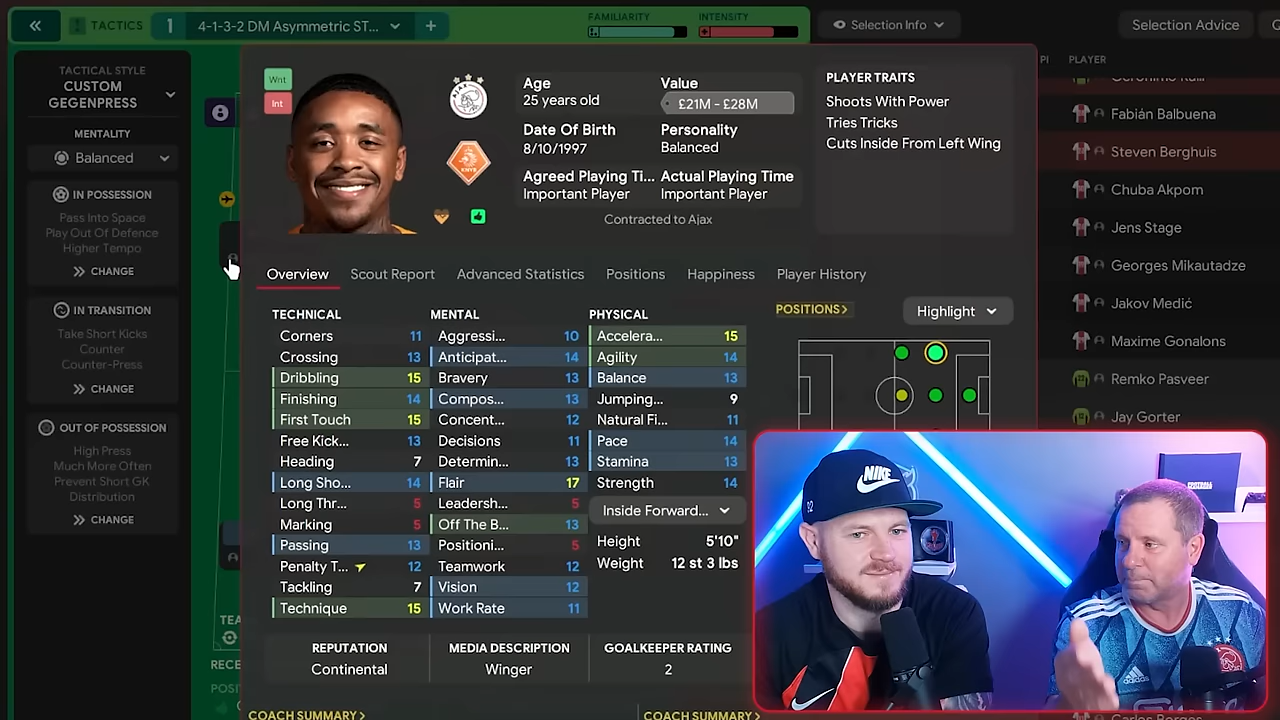 TACTICS
1
4-1-3-2 DM Asymmetric ST...
FAMILIARITY
INTENSITY
Selection Info
Selection Advice
TACTICAL STYLE
CUSTOM
GEGENPRESS
MENTALITY
Balanced
IN POSSESSION
Pass Into Space
Play Out Of Defence
Higher Tempo
CHANGE
IN TRANSITION
Take Short Kicks
Counter
Counter-Press
CHANGE
OUT OF POSSESSION
High Press
Much More Often
Prevent Short GK
Distribution
CHANGE
Wnt
Int
AJAX
Age
25 years old
Value
£21M - £28M
Date Of Birth
8/10/1997
Personality
Balanced
Agreed Playing Ti...
Important Player
Actual Playing Time
Important Player
Contracted to Ajax
PLAYER TRAITS
Shoots With Power
Tries Tricks
Cuts Inside From Left Wing
Overview
Scout Report
Advanced Statistics
Positions
Happiness
Player History
TECHNICAL
Corners 11
Crossing 13
Dribbling 15
Finishing 14
First Touch 15
Free Kick... 13
Heading 7
Long Sho... 14
Long Thr... 5
Marking 5
Passing 13
Penalty T... 12
Tackling 7
Technique 15
MENTAL
Aggressi... 10
Anticipat... 14
Bravery 13
Compos... 13
Concent... 12
Decisions 11
Determin... 13
Flair 17
Leadersh... 5
Off The B... 13
Positioni... 5
Teamwork 12
Vision 12
Work Rate 11
PHYSICAL
Accelera... 15
Agility 14
Balance 13
Jumping... 9
Natural Fi... 11
Pace 14
Stamina 13
Strength 14
Inside Forward...
Height 5'10"
Weight 12 st 3 lbs
POSITIONS
Highlight
REPUTATION
Continental
MEDIA DESCRIPTION
Winger
GOALKEEPER RATING
2
COACH SUMMARY
COACH SUMMARY
TEA
RECE
POSI
PI
PLAYER
Fabián Balbuena
Steven Berghuis
Chuba Akpom
Jens Stage
Georges Mikautadze
Jakov Medić
Maxime Gonalons
Remko Pasveer
Jay Gorter
NIKE